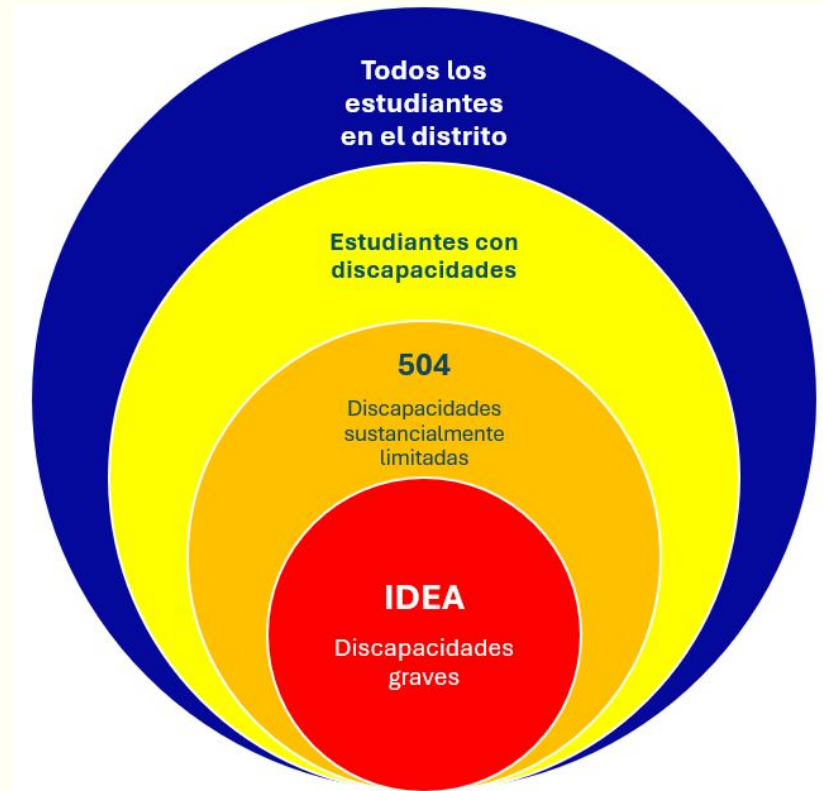 Todos los
estudiantes
en el distrito
Estudiantes con
discapacidades
504
Discapacidades
sustancialmente
limitadas
IDEA
Discapacidades
graves